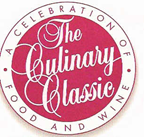 A CELEBRATION OF
The
Culinary
Classic
• FOOD AND WINE •